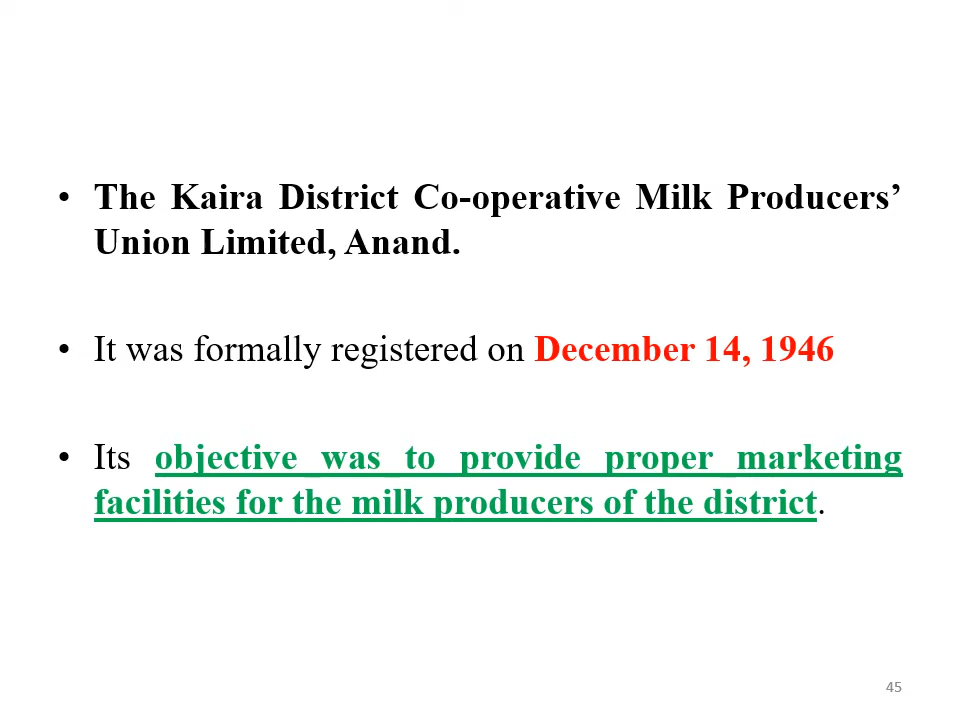 • The Kaira District Co-operative Milk Producers’
Union Limited, Anand.
• It was formally registered on December 14, 1946
• Its objective was to provide proper marketing
facilities for the milk producers of the district.
45